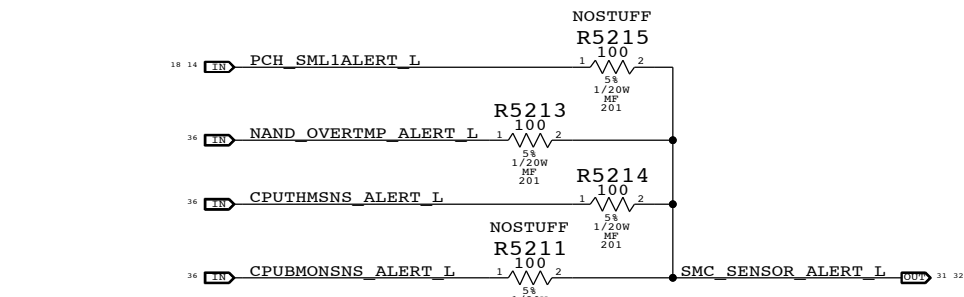 NOSTUFF
R5215
100
18 14 IN PCH_SML1ALERT_L 1 2
5%
1/20W
MF
201
R5213
100
36 IN NAND_OVERTMP_ALERT_L 1 2
5%
1/20W
MF
201
R5214
100
36 IN CPUTHMSNS_ALERT_L 1 2
5%
1/20W
MF
201
NOSTUFF
R5211
100
36 IN CPUBMONSNS_ALERT_L 1 2 SMC_SENSOR_ALERT_L OUT 31 32
5%